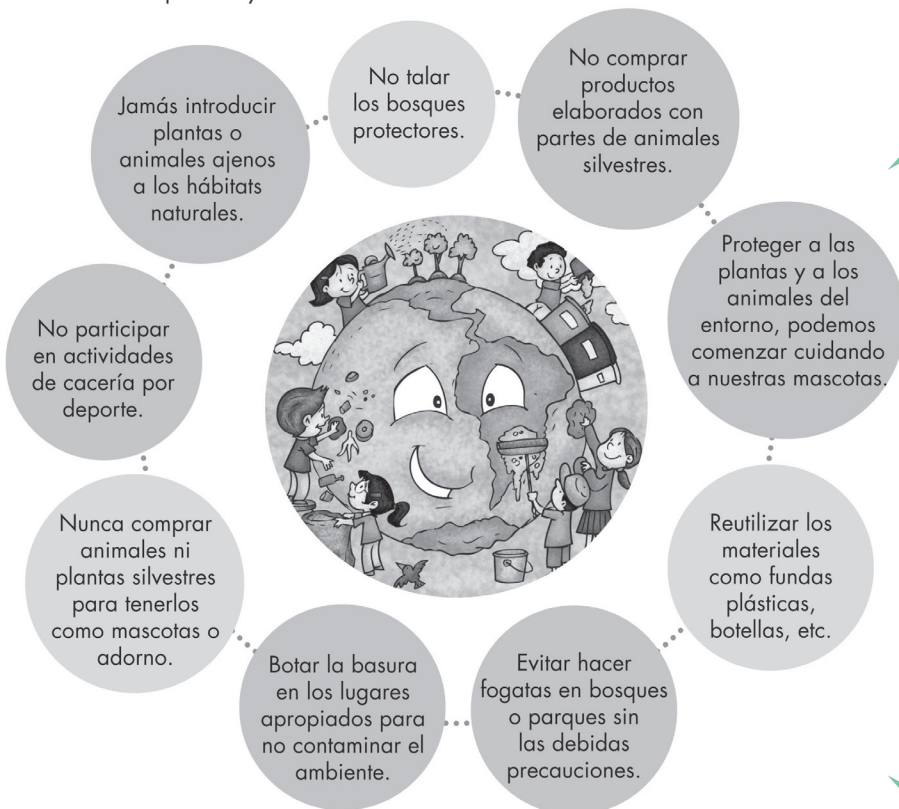 No talar
los bosques
protectores.
No comprar
productos
elaborados con
partes de animales
silvestres.
Proteger a las
plantas y a los
animales del
entorno, podemos
comenzar cuidando
a nuestras mascotas.
Reutilizar los
materiales
como fundas
plásticas,
botellas, etc.
Evitar hacer
fogatas en bosques
o parques sin
las debidas
precauciones.
Botar la basura
en los lugares
apropiados para
no contaminar el
ambiente.
Nunca comprar
animales ni
plantas silvestres
para tenerlos
como mascotas o
adorno.
No participar
en actividades
de cacería por
deporte.
Jamás introducir
plantas o
animales ajenos
a los hábitats
naturales.